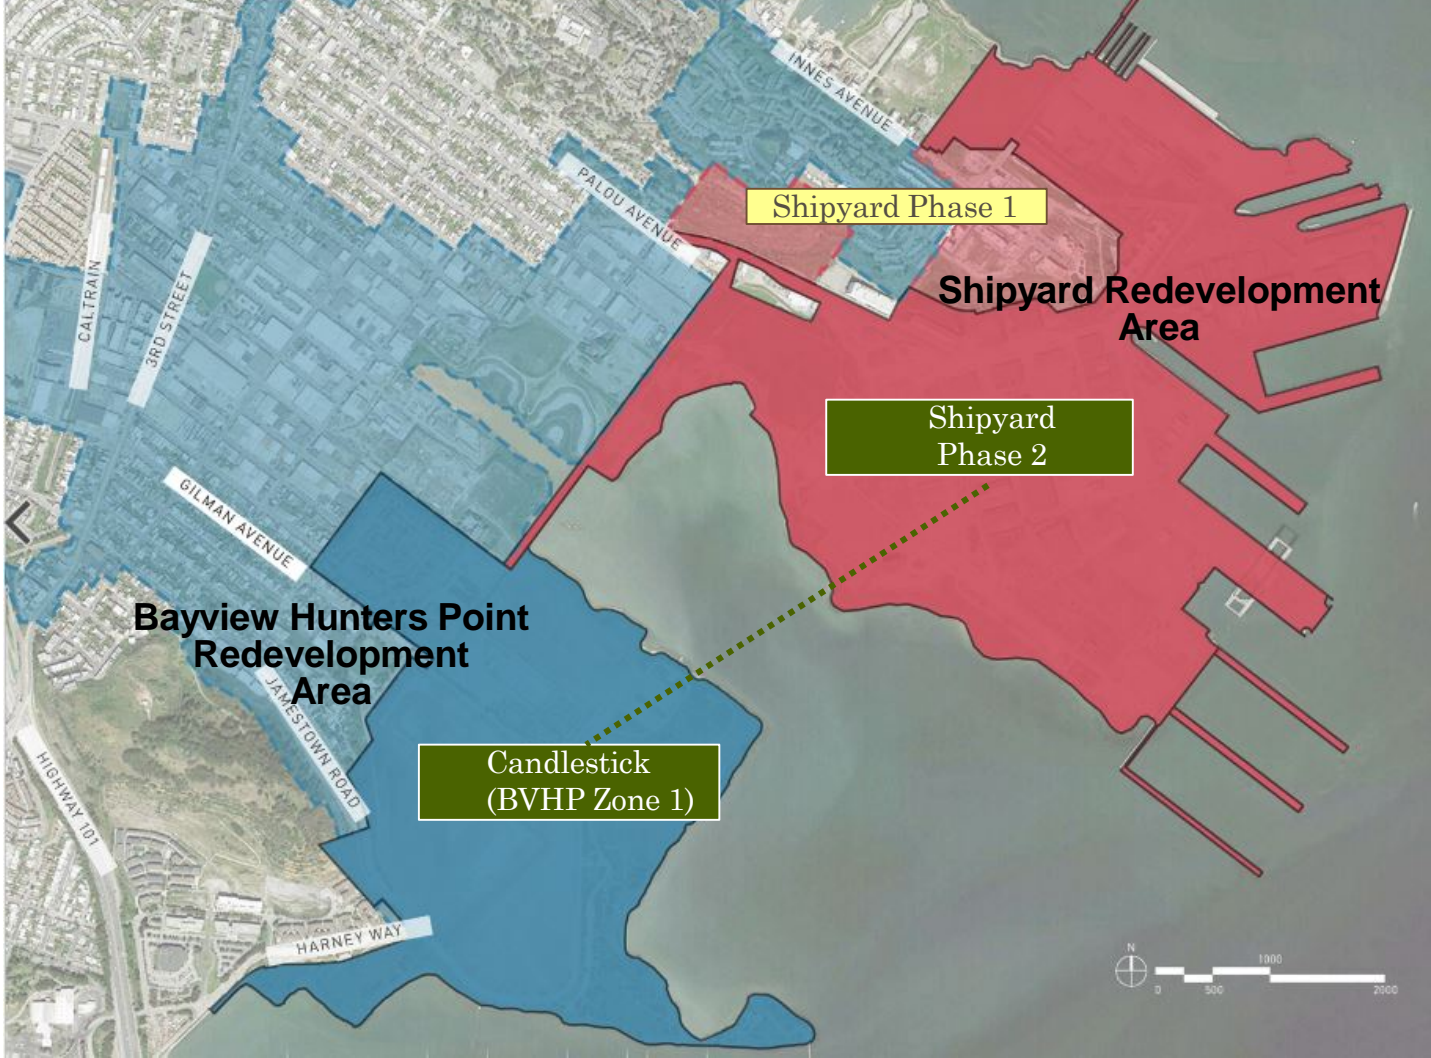 INNES AVENUE
PALOU AVENUE
Shipyard Phase 1
CALTRAIN
3RD STREET
Shipyard Redevelopment
Area
Shipyard
Phase 2
GILMAN AVENUE
Bayview Hunters Point
Redevelopment
Area
JAMESTOWN ROAD
Candlestick
(BVHP Zone 1)
HIGHWAY 101
HARNEY WAY
N
1000
0
500
2000